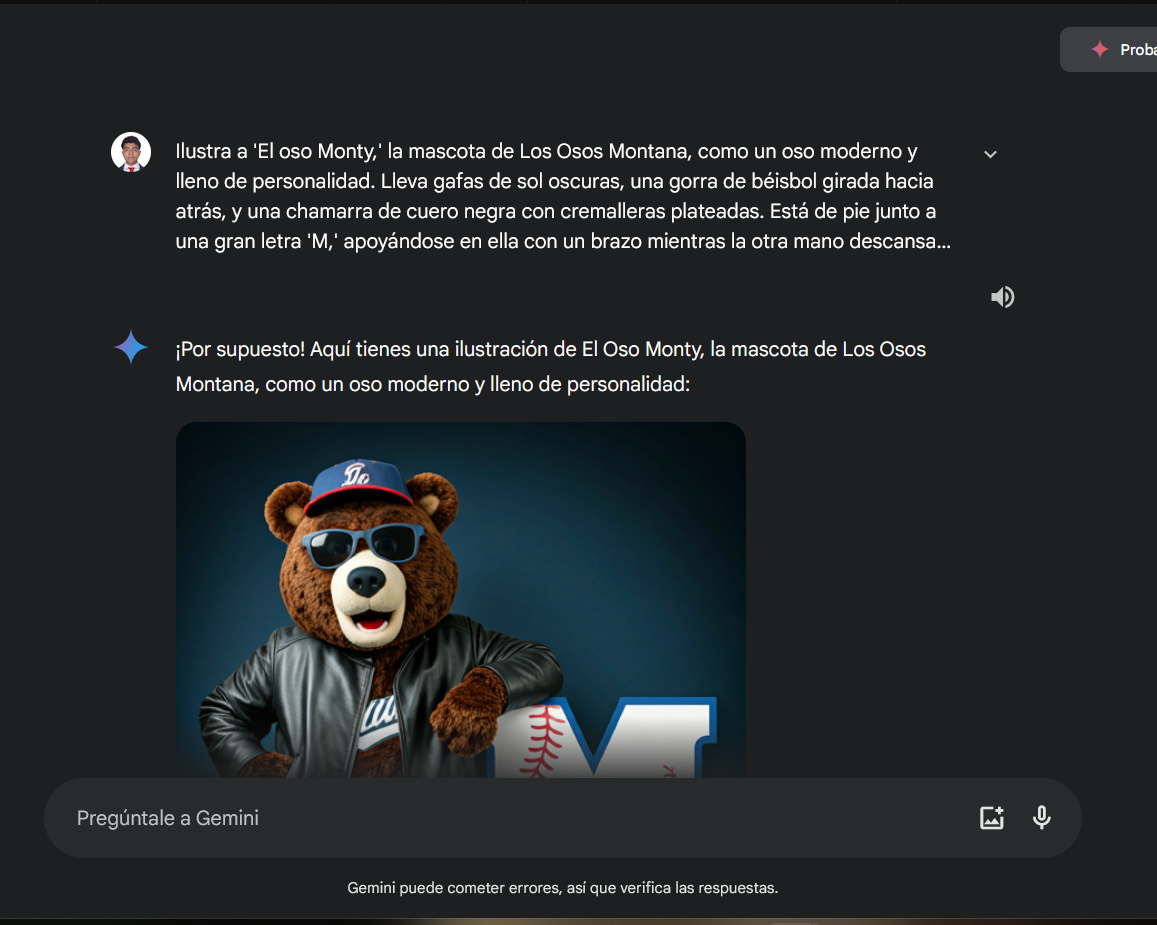 Proba
Ilustra a 'El oso Monty,' la mascota de Los Osos Montana, como un oso moderno y
lleno de personalidad. Lleva gafas de sol oscuras, una gorra de béisbol girada hacia
atrás, y una chamarra de cuero negra con cremalleras plateadas. Está de pie junto a
una gran letra 'M,' apoyándose en ella con un brazo mientras la otra mano descansa...
¡Por supuesto! Aquí tienes una ilustración de El Oso Monty, la mascota de Los Osos
Montana, como un oso moderno y lleno de personalidad:
M
Pregúntale a Gemini
Gemini puede cometer errores, así que verifica las respuestas.